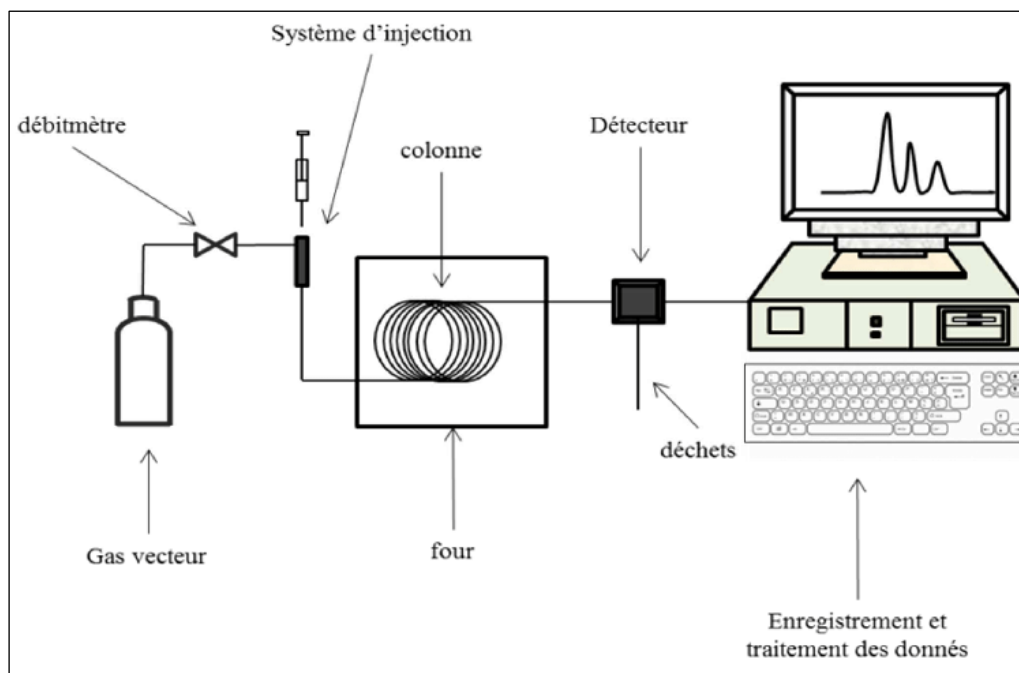 Système d’injection
débitmètre
Détecteur
colonne
déchets
Gas vecteur
four
Enregistrement et
traitement des donnés